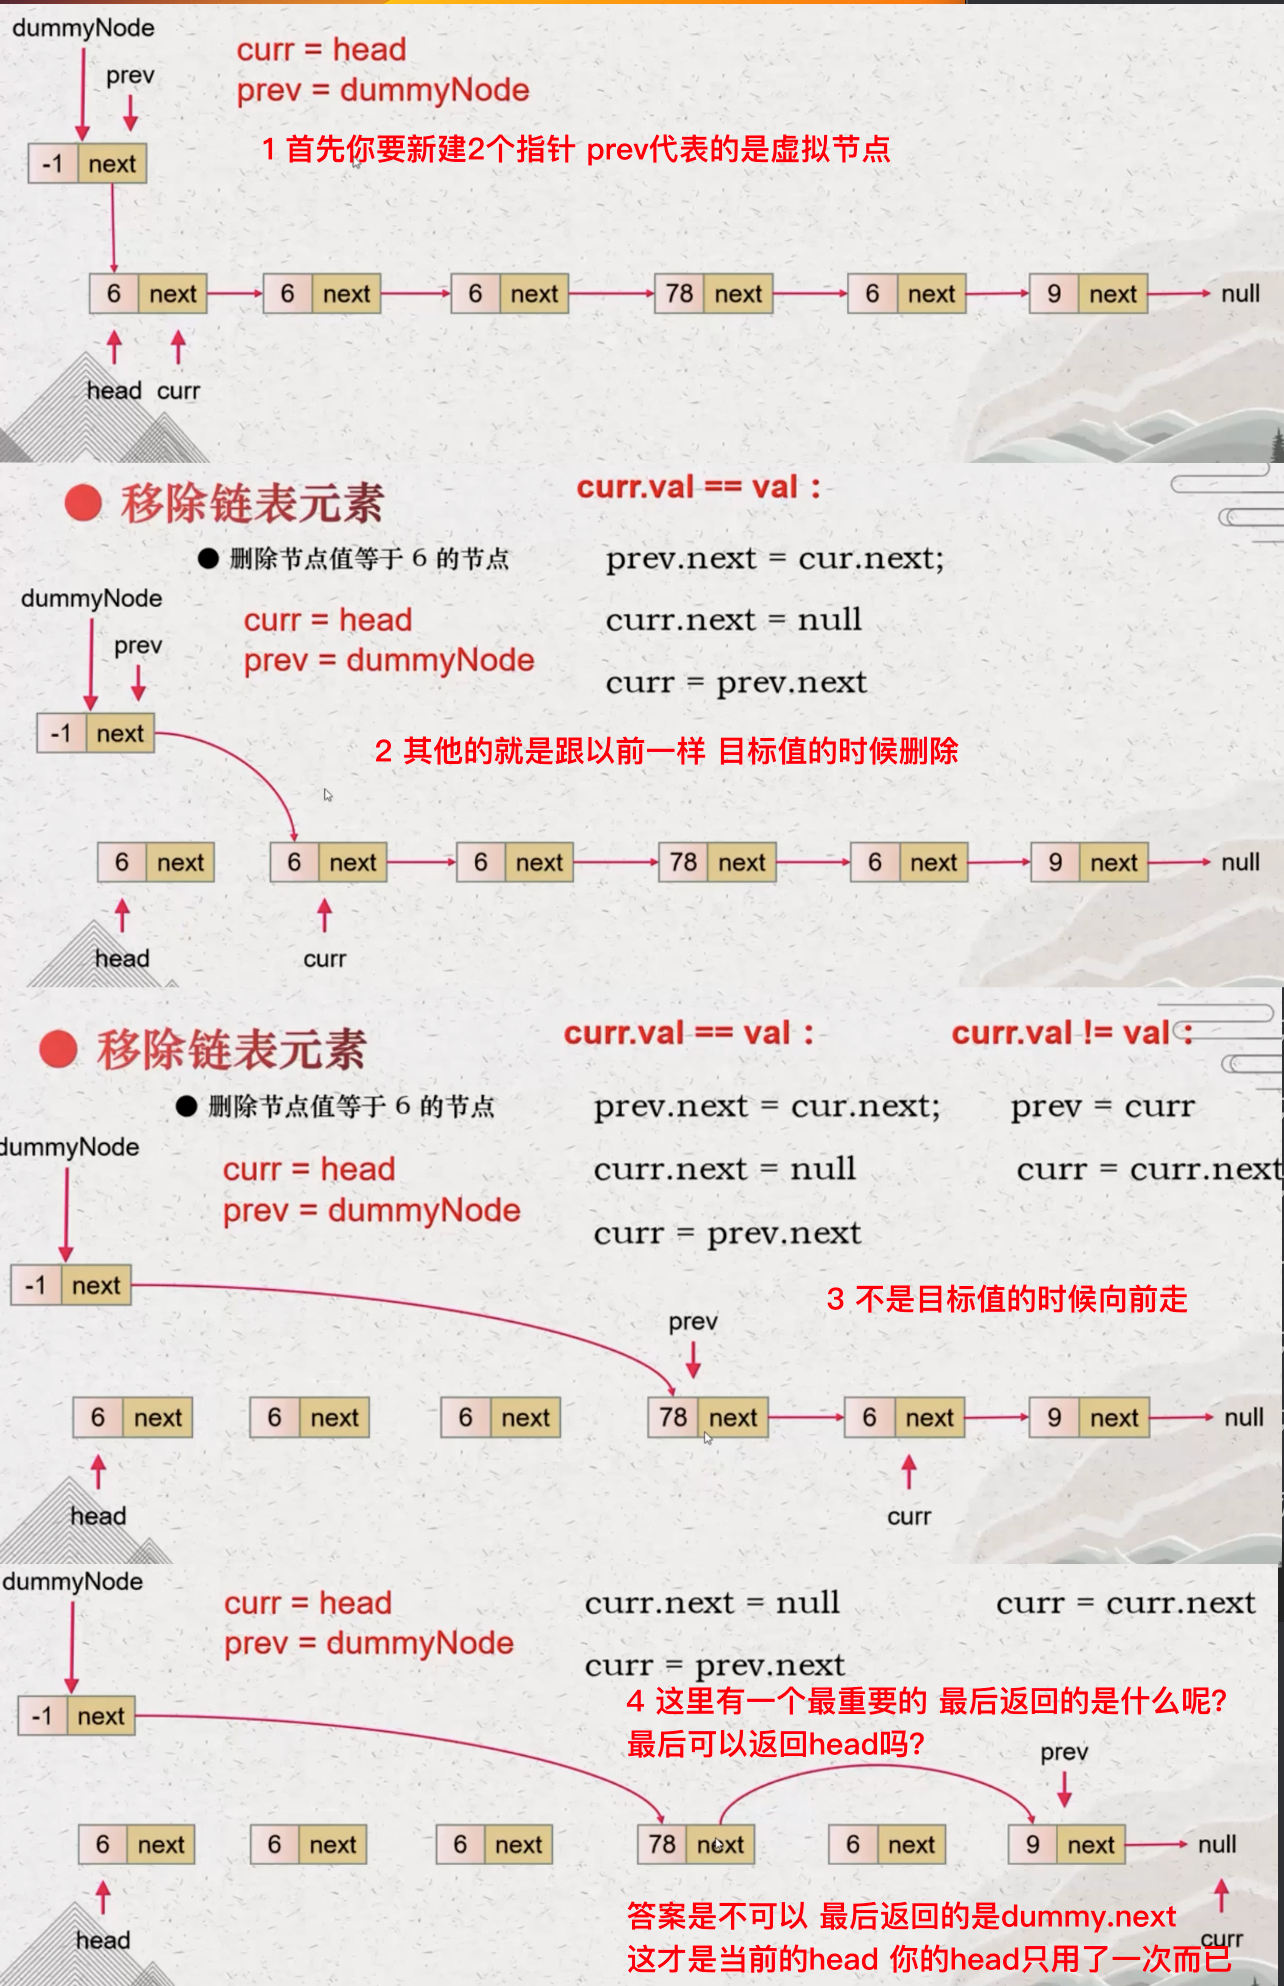 dummyNode
curr = head
prev
prev = dummyNode
1 首先你要新建2个指针 prev代表的是虚拟节点
-1 next
6 next 6 next 6 next 78 next 6 next 9 next null
head curr
移除链表元素
curr.val == val :
删除节点值等于 6 的节点
prev.next = cur.next;
dummyNode
curr = head
curr.next = null
prev
prev = dummyNode
curr = prev.next
-1 next
2 其他的就是跟以前一样 目标值的时候删除
6 next 6 next 6 next 78 next 6 next 9 next null
head curr
移除链表元素
curr.val == val : curr.val != val :
删除节点值等于 6 的节点
prev.next = cur.next; prev = curr
dummyNode
curr = head
curr.next = null curr = curr.next
prev = dummyNode
curr = prev.next
-1 next
3 不是目标值的时候向前走
prev
6 next 6 next 6 next 78 next 6 next 9 next null
head curr
dummyNode
curr = head
curr.next = null curr = curr.next
prev = dummyNode
curr = prev.next
-1 next
4 这里有一个最重要的 最后返回的是什么呢?
最后可以返回head吗?
prev
6 next 6 next 6 next 78 next 6 next 9 next null
答案是不可以 最后返回的是dummy.next
head
curr
这才是当前的head 你的head只用了一次而已